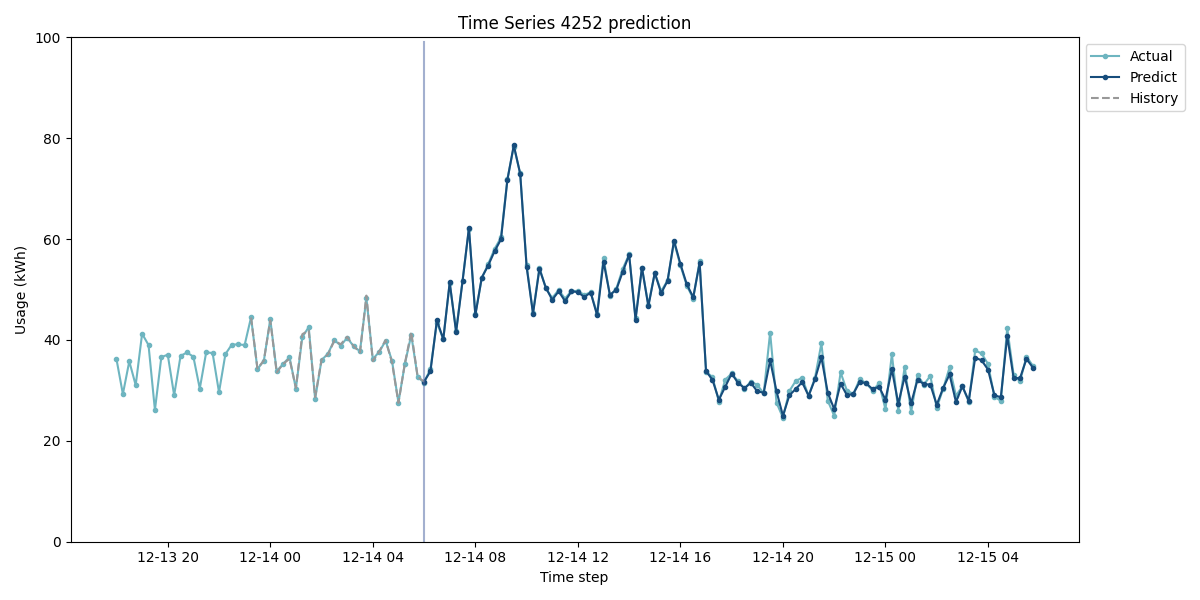 Time Series 4252 prediction
100
80
60
40
20
0
Usage (kWh)
12-13 20
12-14 00
12-14 04
12-14 08
12-14 12
12-14 16
12-14 20
12-15 00
12-15 04
Time step
Actual
Predict
History